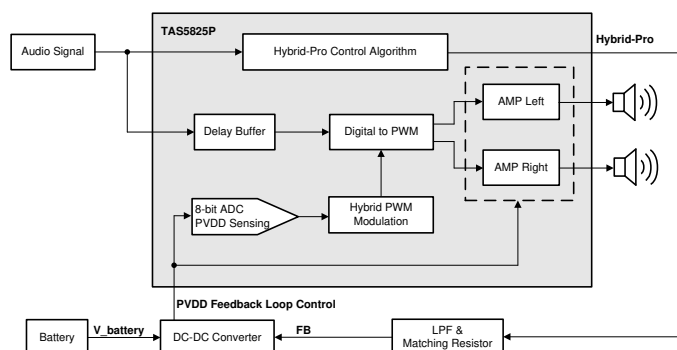 TAS5825P
Hybrid-Pro
Audio Signal
Hybrid-Pro Control Algorithm
AMP Left
Delay Buffer
Digital to PWM
AMP Right
8-bit ADC
PVDD Sensing
Hybrid PWM
Modulation
PVDD Feedback Loop Control
Battery
V_battery
DC-DC Converter
FB
LPF &
Matching Resistor